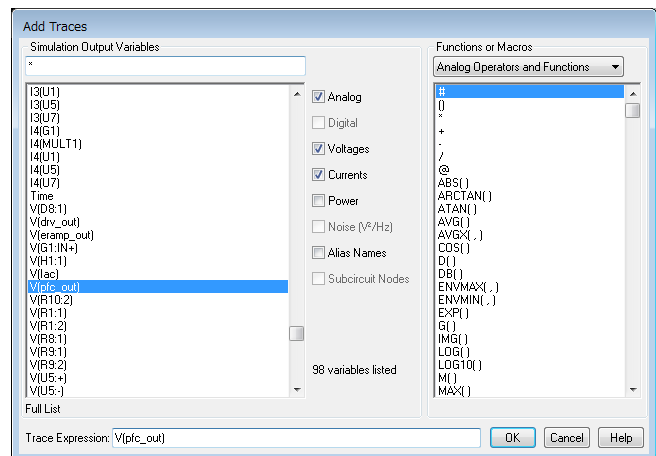 Add Traces
Simulation Output Variables
*
I3(U1)
I3(U5)
I3(U7)
I4(G1)
I4(MULT1)
I4(U1)
I4(U5)
I4(U7)
Time
V(D8:1)
V(drv_out)
V(eramp_out)
V(G1:IN+)
V(H1:1)
V(Iac)
V(pfc_out)
V(R10:2)
V(R1:1)
V(R1:2)
V(R8:1)
V(R9:1)
V(R9:2)
V(U5:+)
V(U5:-)
Full List
Analog
Digital
Voltages
Currents
Power
Noise (V²/Hz)
Alias Names
Subcircuit Nodes
98 variables listed
Functions or Macros
Analog Operators and Functions
#
()
*
+
-
/
@
ABS( )
ARCTAN( )
ATAN( )
AVG( )
AVGX( , )
COS( )
D( )
DB( )
ENVMAX( , )
ENVMIN( , )
EXP( )
G( )
IMG( )
LOG( )
LOG10( )
M( )
MAX( )
Trace Expression: V(pfc_out)
OK
Cancel
Help